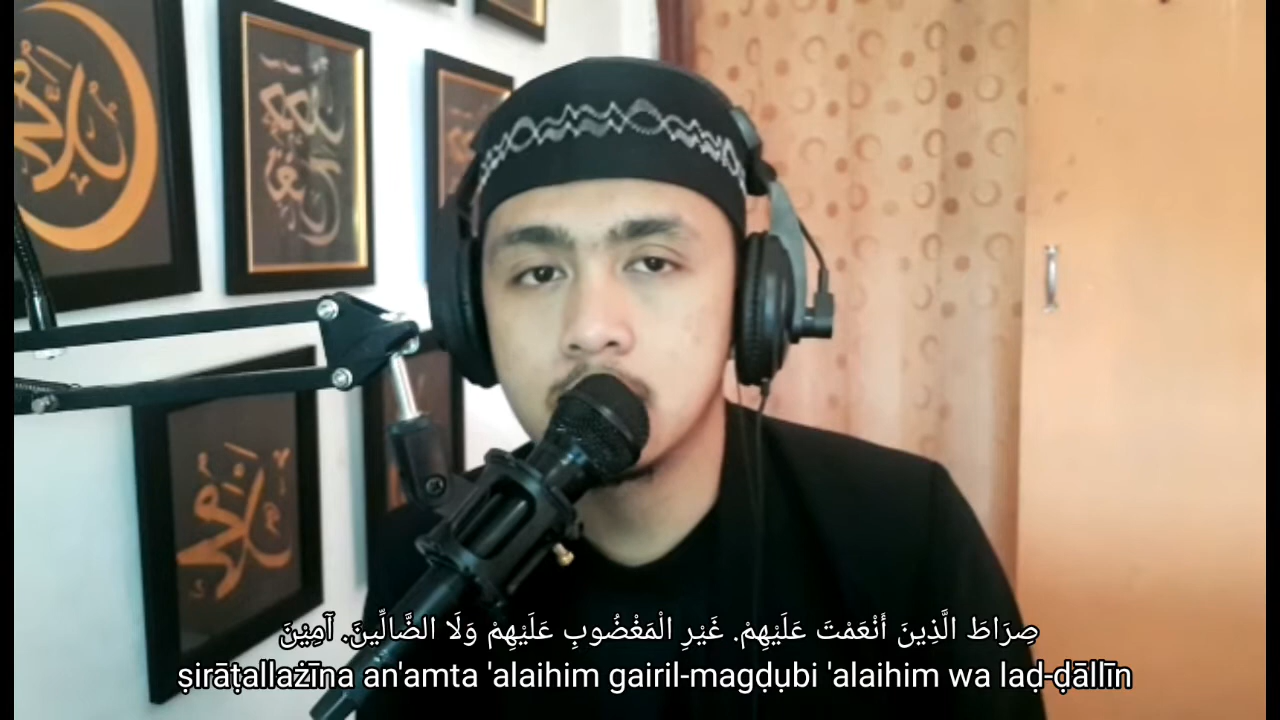 صِرَاطَ الَّذِينَ أَنْعَمْتَ عَلَيْهِمْ. غَيْرِ الْمَغْضُوبِ عَلَيْهِمْ وَلَا الضَّالِّينَ. آمِيْنَ
ṣirāṭallażīna an'amta 'alaihim gairil-magḍụbi 'alaihim wa laḍ-ḍāllīn